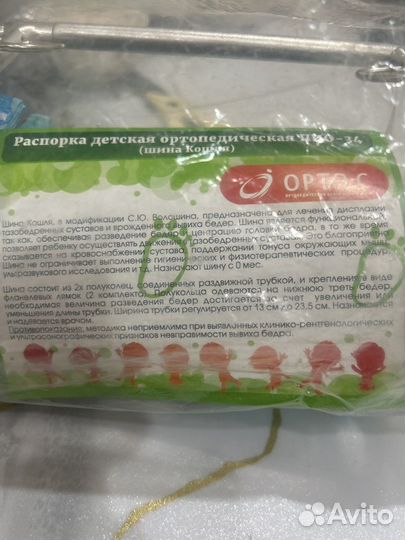 Распорка детская ортопедическая
(шина Кошля)
ОРТО С
Шина Кошля, в модификации С.Ю. Волошина, предназначена для лечения дисплазии
тазобедренных суставов и врожденного вывиха бедер. Шина является функциональной,
так как, обеспечивая разведение бедер и центрацию головки бедра, в то же время
позволяет ребенку осуществлять движения в тазобедренных суставах. Это благотворно
сказывается на кровоснабжении сустава, поддержании тонуса окружающих мышц.
Шина не ограничивает выполнение гигиенических и физиотерапевтических процедур,
ультразвукового исследования и т.п. Назначают шину с 0 мес.
Шина состоит из 2х полуколец, соединенных раздвижной трубкой, и крепления в виде
фланелевых лямок (2 комплекта). Полукольца одеваются на нижнюю треть бедер,
необходимая величина разведения бедер достигается за счет увеличения или
уменьшения длины трубки. Ширина трубки регулируется от 13 см до 23,5 см. Назначается
и надевается врачом.
Противопоказания: методика неприемлима при выявленных клинико-рентгенологических
и ультрасонографических признаков невправимости вывиха бедра.
Avito